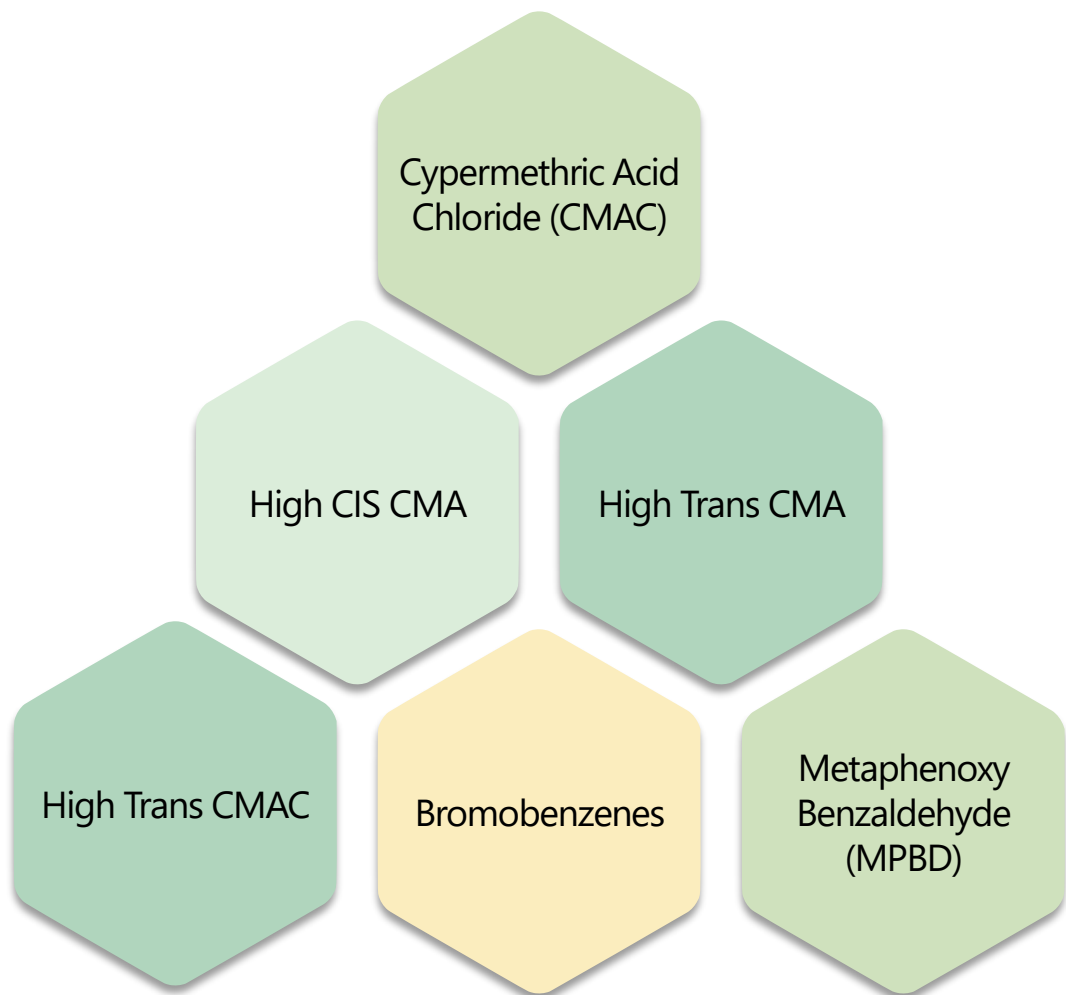 Cypermethric Acid
Chloride (CMAC)
High CIS CMA
High Trans CMA
High Trans CMAC
Bromobenzenes
Metaphenoxy
Benzaldehyde
(MPBD)